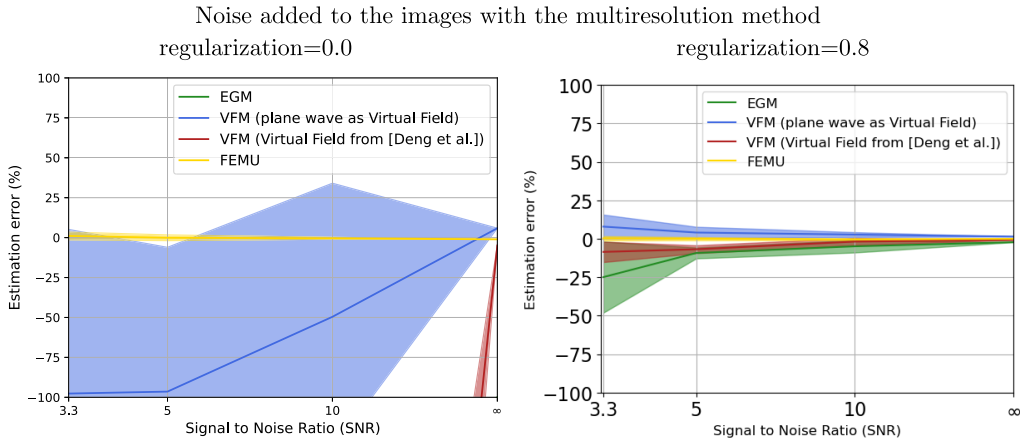 Noise added to the images with the multiresolution method
regularization=0.0
regularization=0.8
100
75
50
25
0
−25
−50
−75
−100
Estimation error (%)
EGM
VFM (plane wave as Virtual Field)
VFM (Virtual Field from [Deng et al.])
FEMU
3.3
5
10
∞
Signal to Noise Ratio (SNR)
100
75
50
25
0
−25
−50
−75
−100
Estimation error (%)
EGM
VFM (plane wave as Virtual Field)
VFM (Virtual Field from [Deng et al.])
FEMU
3.3
5
10
∞
Signal to Noise Ratio (SNR)